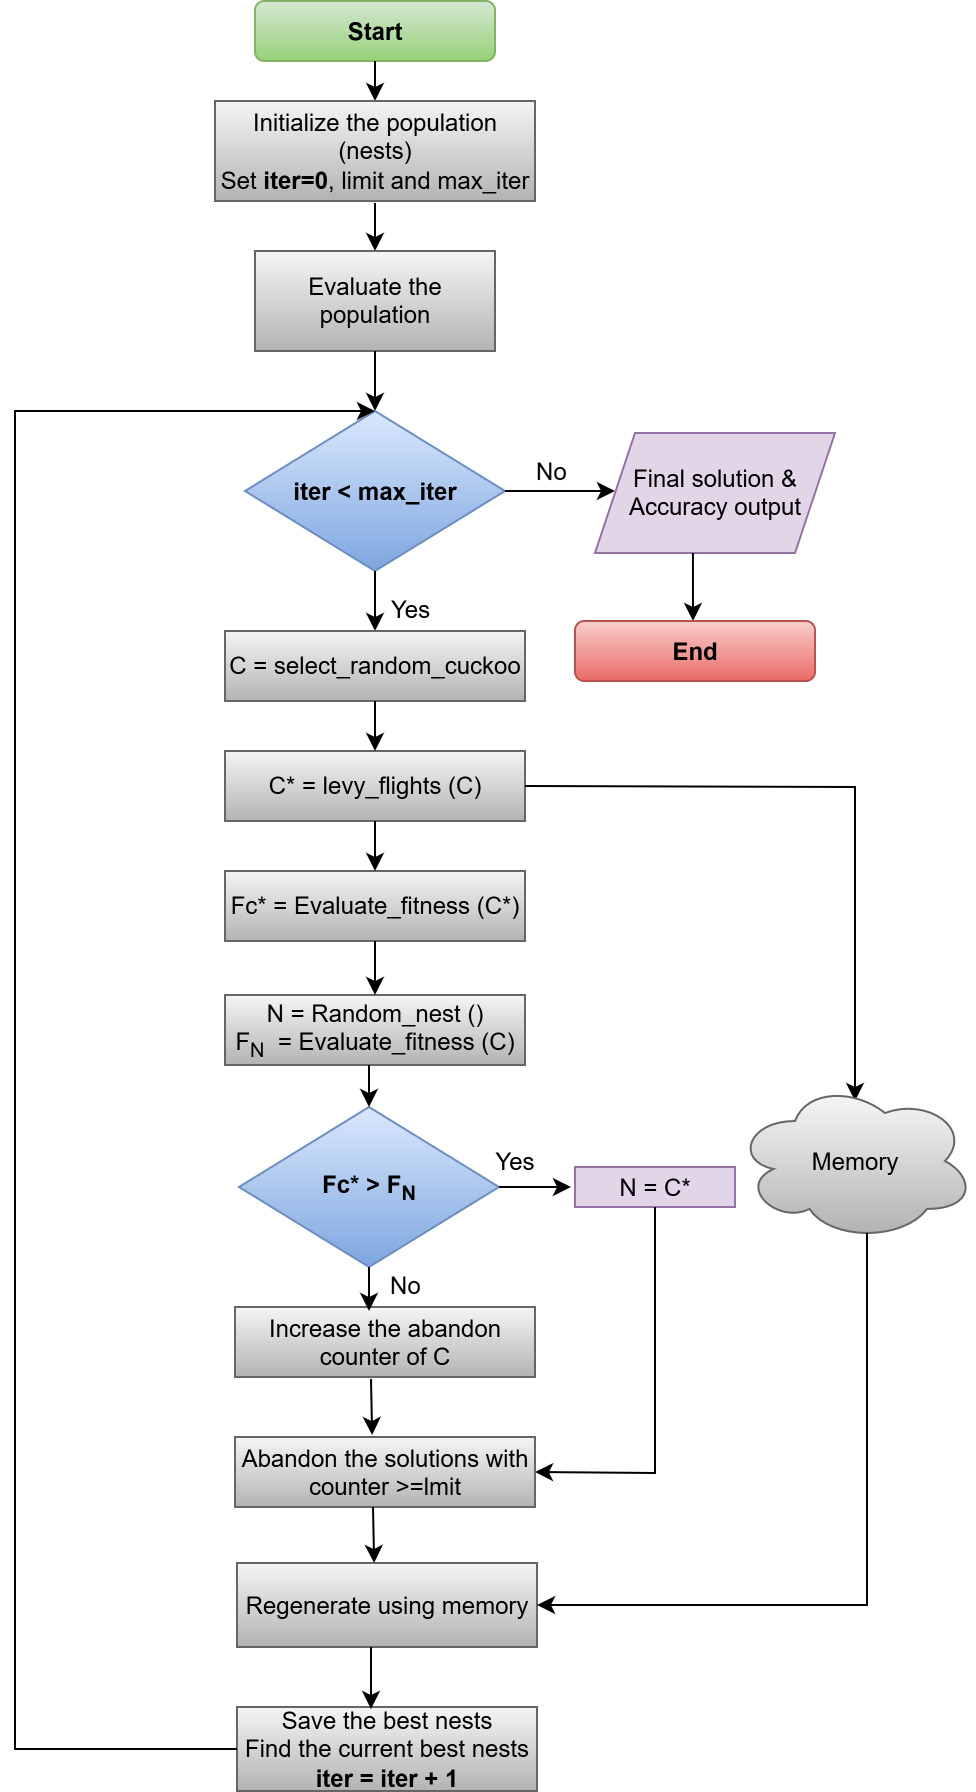 Start
Initialize the population
(nests)
Set iter=0, limit and max_iter
Evaluate the
population
iter < max_iter
No
Final solution &
Accuracy output
Yes
End
C = select_random_cuckoo
C* = levy_flights (C)
Fc* = Evaluate_fitness (C*)
N = Random_nest ()
F_N = Evaluate_fitness (C)
Fc* > F_N
Yes
N = C*
Memory
No
Increase the abandon
counter of C
Abandon the solutions with
counter >=lmit
Regenerate using memory
Save the best nests
Find the current best nests
iter = iter + 1